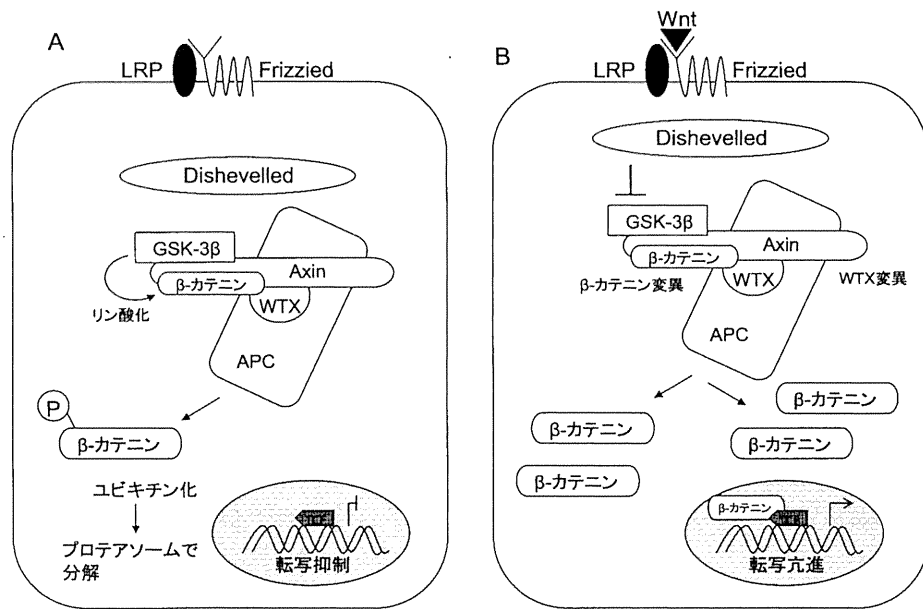 A
LRP
Frizzied
Dishevelled
GSK-3β
Axin
β-カテニン
WTX
リン酸化
APC
P
β-カテニン
ユビキチン化
プロテアソームで
分解
転写抑制
B
Wnt
LRP
Frizzied
Dishevelled
GSK-3β
Axin
β-カテニン
β-カテニン変異
WTX
WTX変異
APC
β-カテニン
β-カテニン
β-カテニン
β-カテニン
β-カテニン
転写亢進